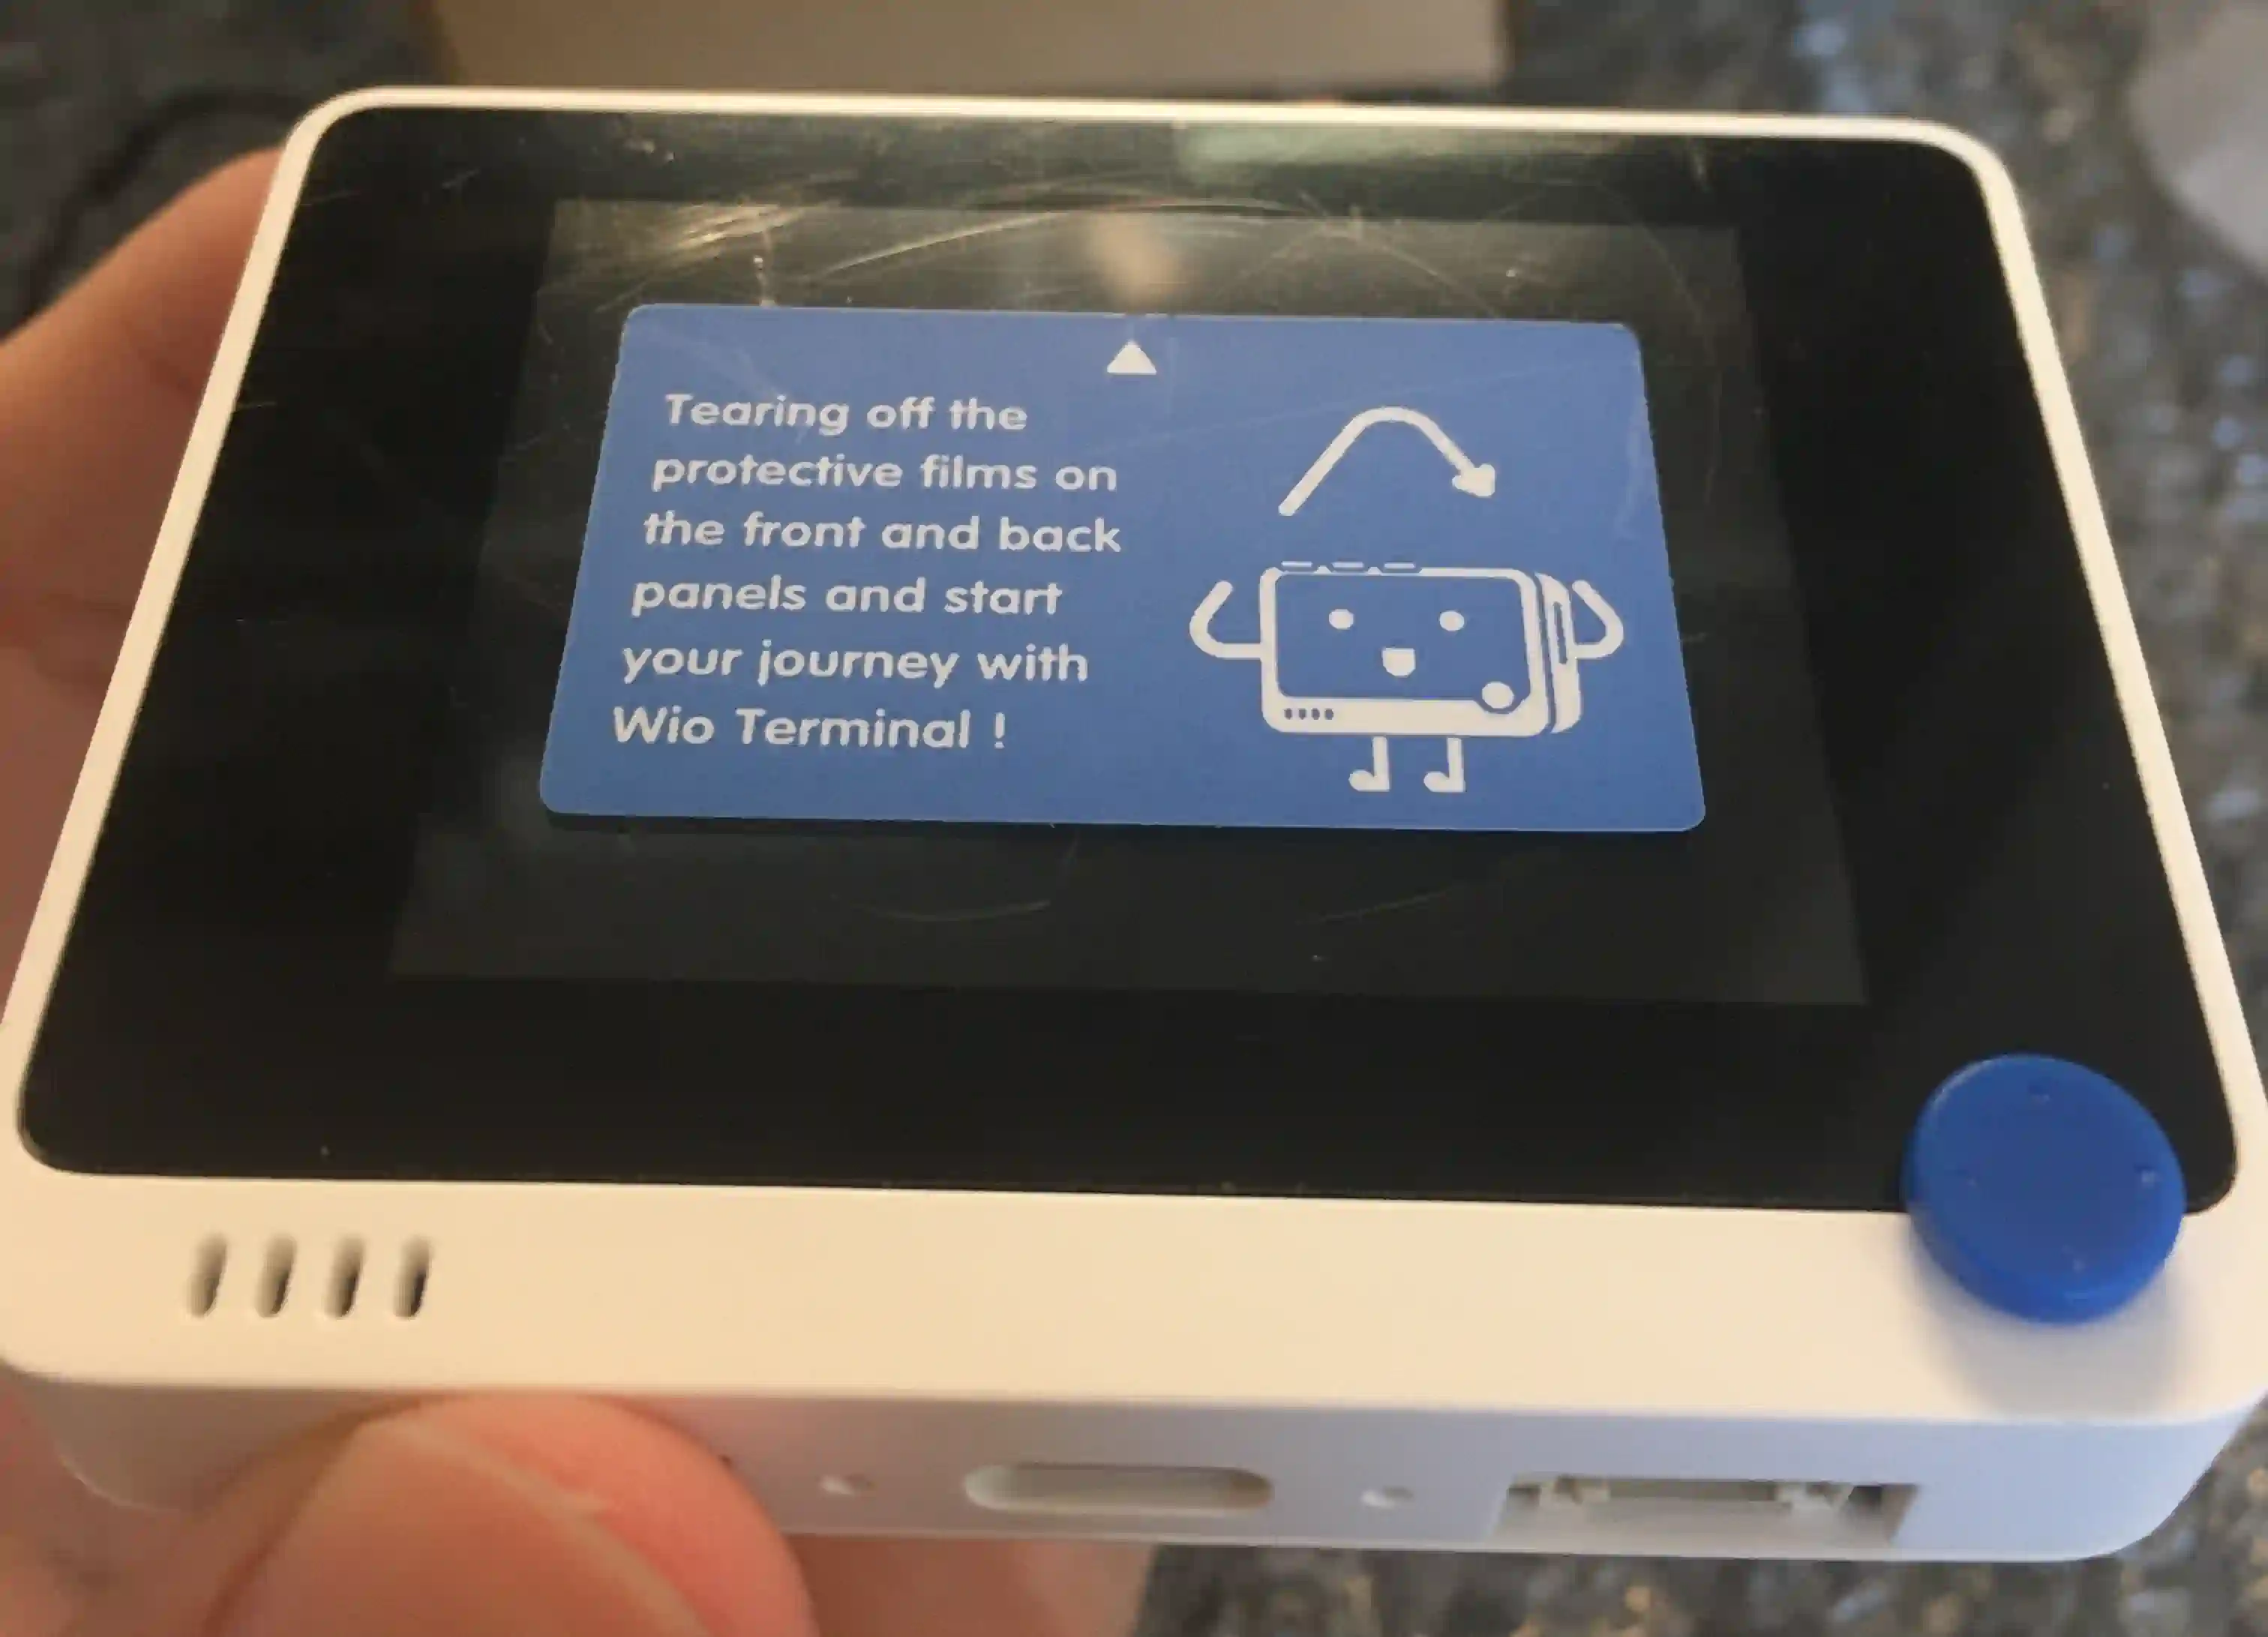 Tearing off the
protective films on
the front and back
panels and start
your journey with
Wio Terminal !